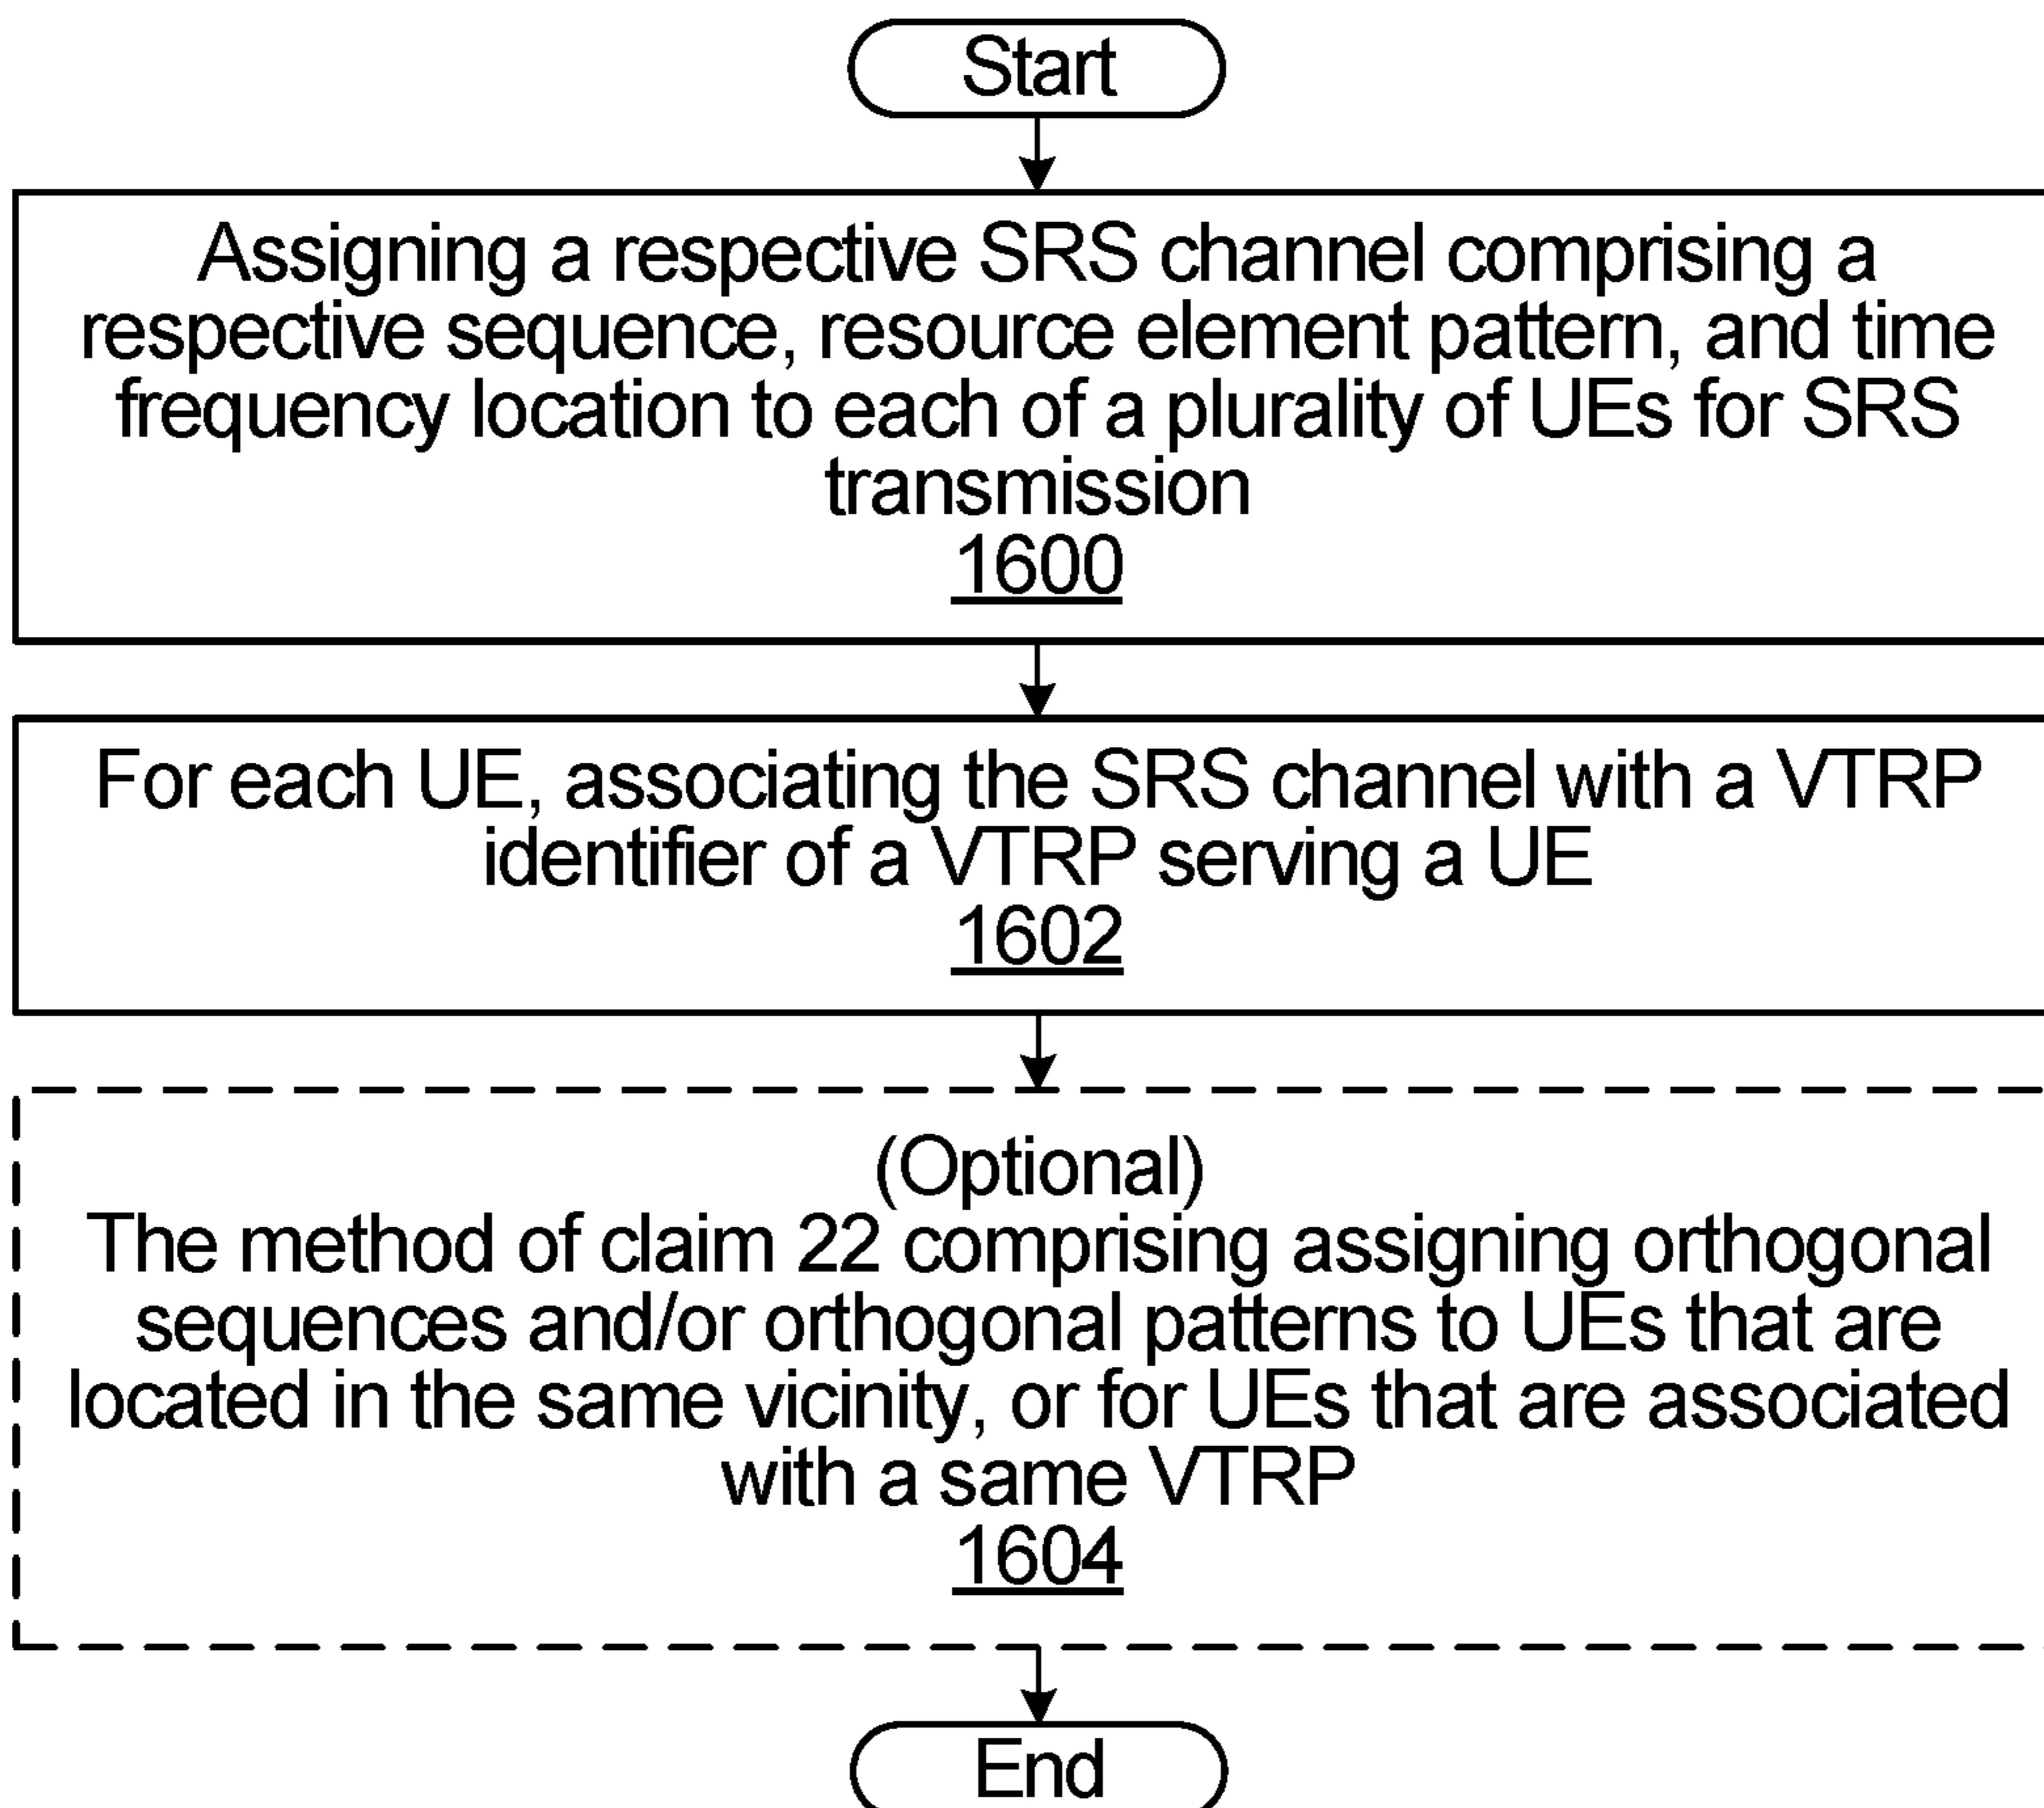 Start
Assigning a respective SRS channel comprising a
respective sequence, resource element pattern, and time
frequency location to each of a plurality of UEs for SRS
transmission
1600
For each UE, associating the SRS channel with a VTRP
identifier of a VTRP serving a UE
1602
(Optional)
The method of claim 22 comprising assigning orthogonal
sequences and/or orthogonal patterns to UEs that are
located in the same vicinity, or for UEs that are associated
with a same VTRP
1604
End